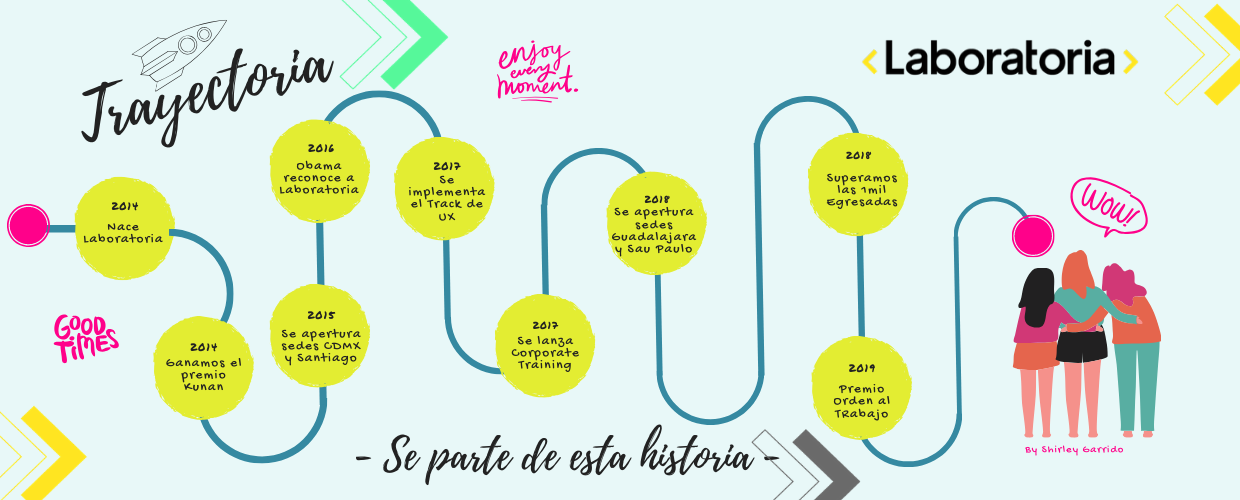 Trayectoria
enjoy
every
moment.
<Laboratoria>
2014
Nace
Laboratoria
2014
Ganamos el
premio
Kunan
2015
Se apertura
sedes CDMX
y Santiago
2016
Obama
reconoce a
Laboratoria
2017
Se
implementa
el Track de
UX
2017
Se lanza
Corporate
Training
2018
Se apertura
sedes
Guadalajara
y Sau Paulo
2018
Superamos
las 1mil
Egresadas
2019
Premio
Orden al
TRabajo
WOW!
GOOD
TiMES
- Se parte de esta historia -
By Shirley Garrido